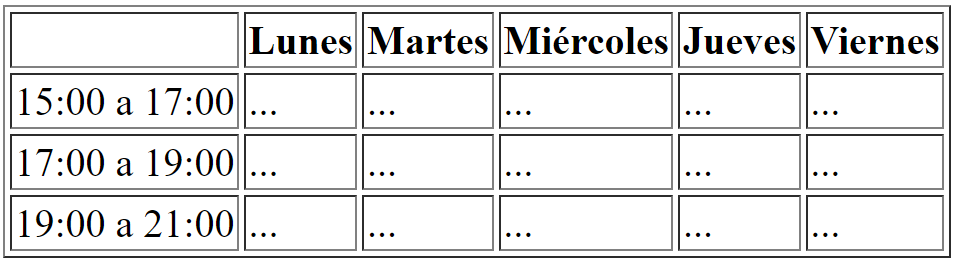 Lunes Martes Miércoles Jueves Viernes
15:00 a 17:00 ... ... ... ... ...
17:00 a 19:00 ... ... ... ... ...
19:00 a 21:00 ... ... ... ... ...